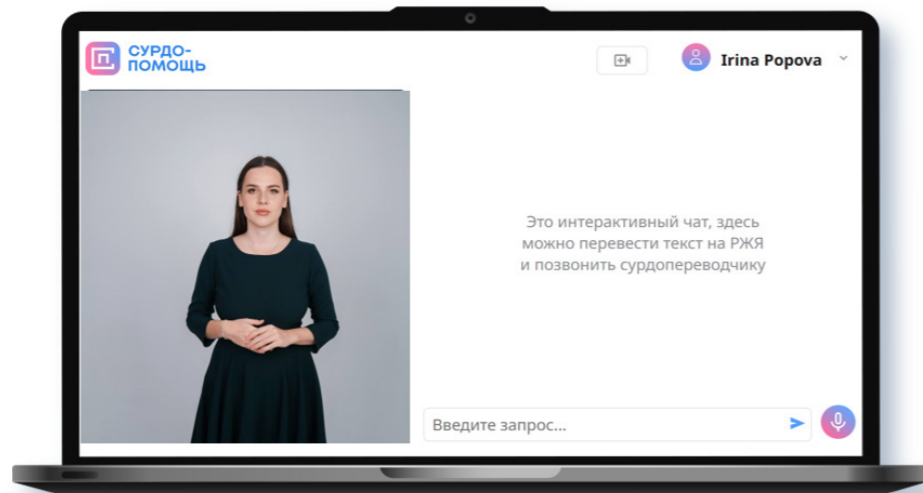 СУРДО-
ПОМОЩЬ
Irina Popova
Это интерактивный чат, здесь
можно перевести текст на РЖЯ
и позвонить сурдопереводчику
Введите запрос...